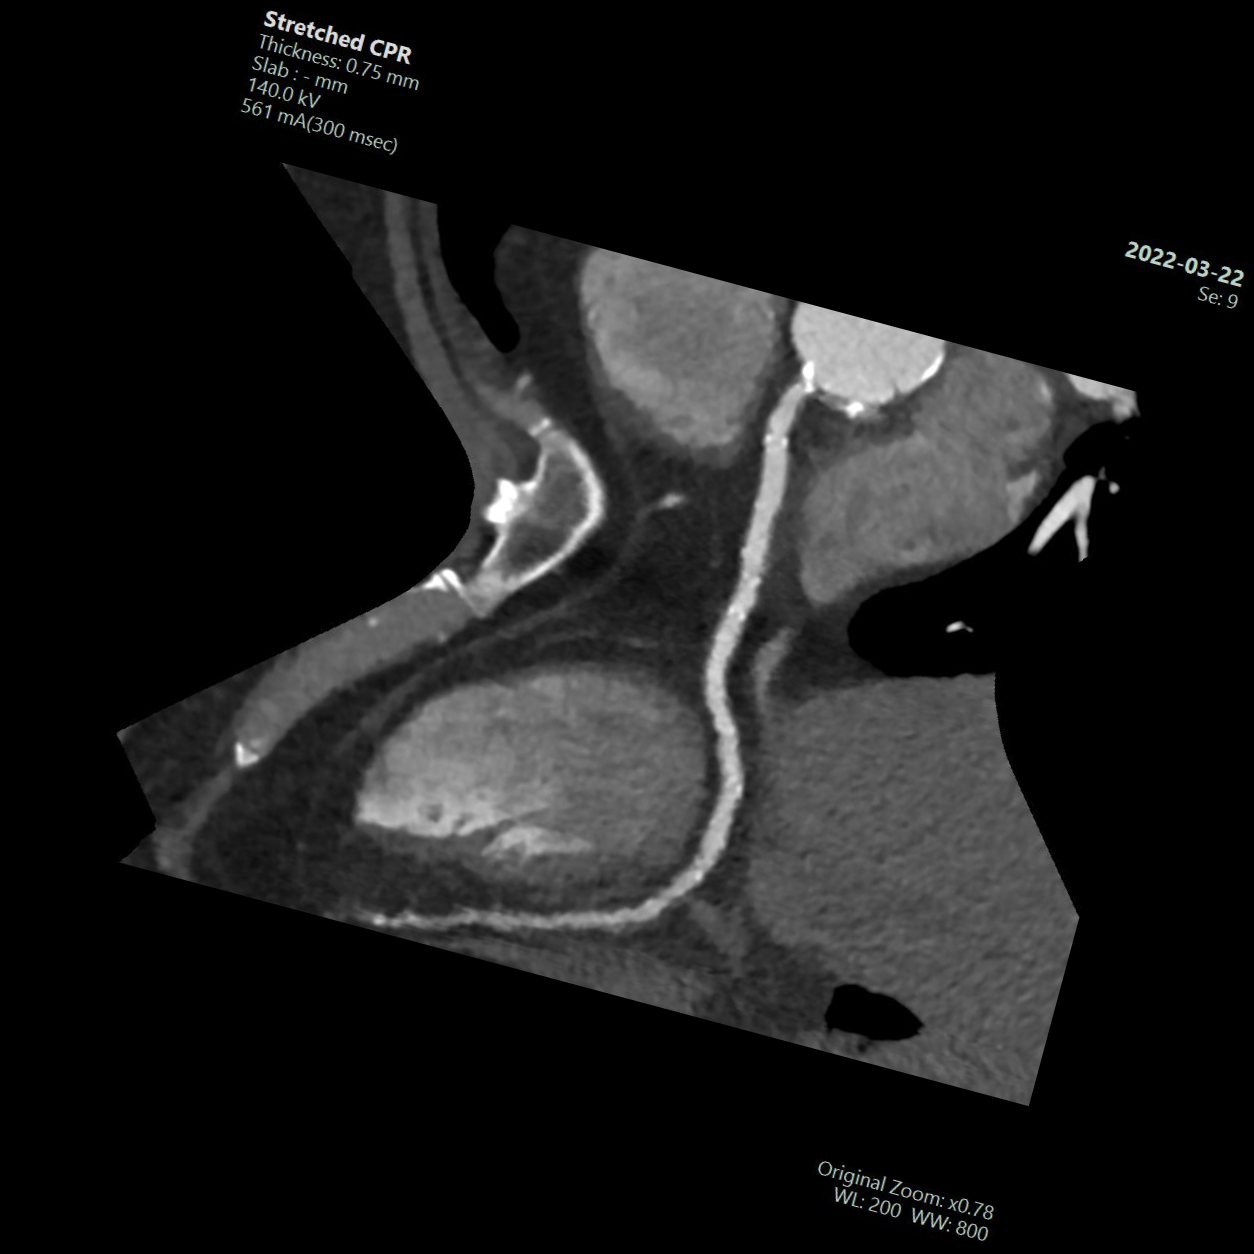 Stretched CPR
Thickness: 0.75 mm
Slab : - mm
140.0 kV
561 mA(300 msec)
2022-03-22
Se: 9
Original Zoom: x0.78
WL: 200 WW: 800